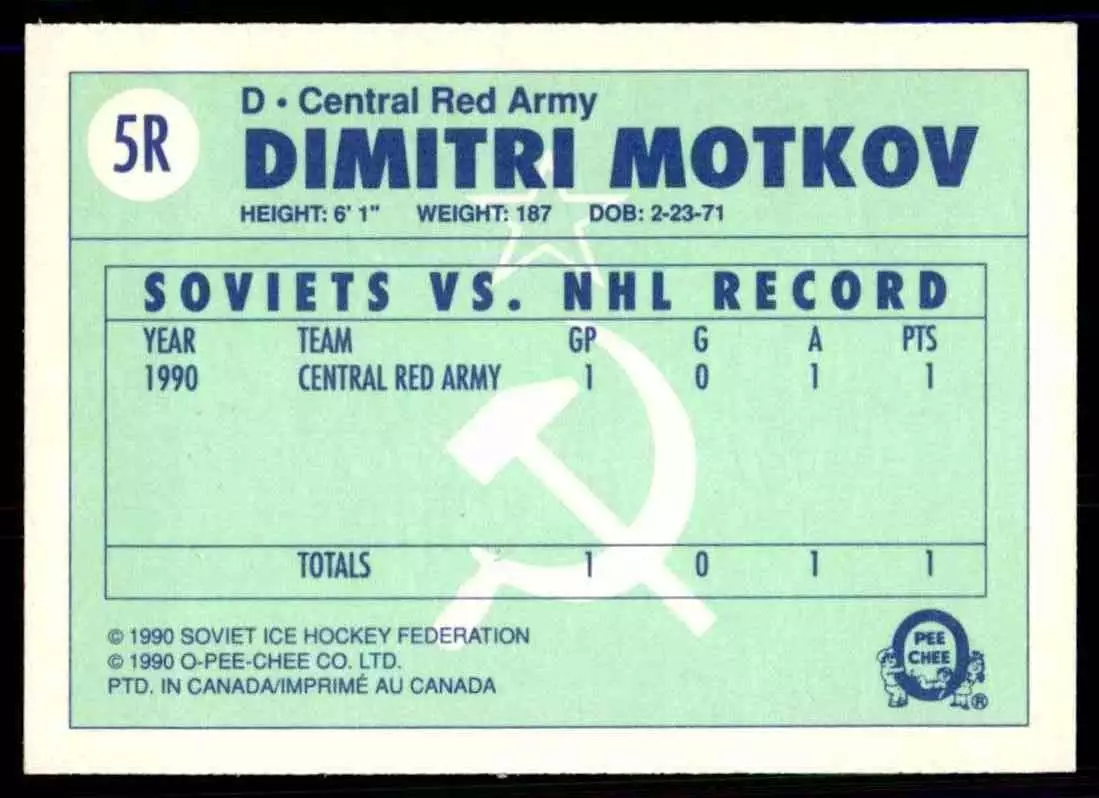 5R
D • Central Red Army
DIMITRI MOTKOV
HEIGHT: 6' 1" WEIGHT: 187 DOB: 2-23-71
SOVIETS VS. NHL RECORD
YEAR TEAM GP G A PTS
1990 CENTRAL RED ARMY 1 0 1 1
TOTALS 1 0 1 1
© 1990 SOVIET ICE HOCKEY FEDERATION
© 1990 O-PEE-CHEE CO. LTD.
PTD. IN CANADA/IMPRIMÉ AU CANADA
O
PEE
CHEE
®